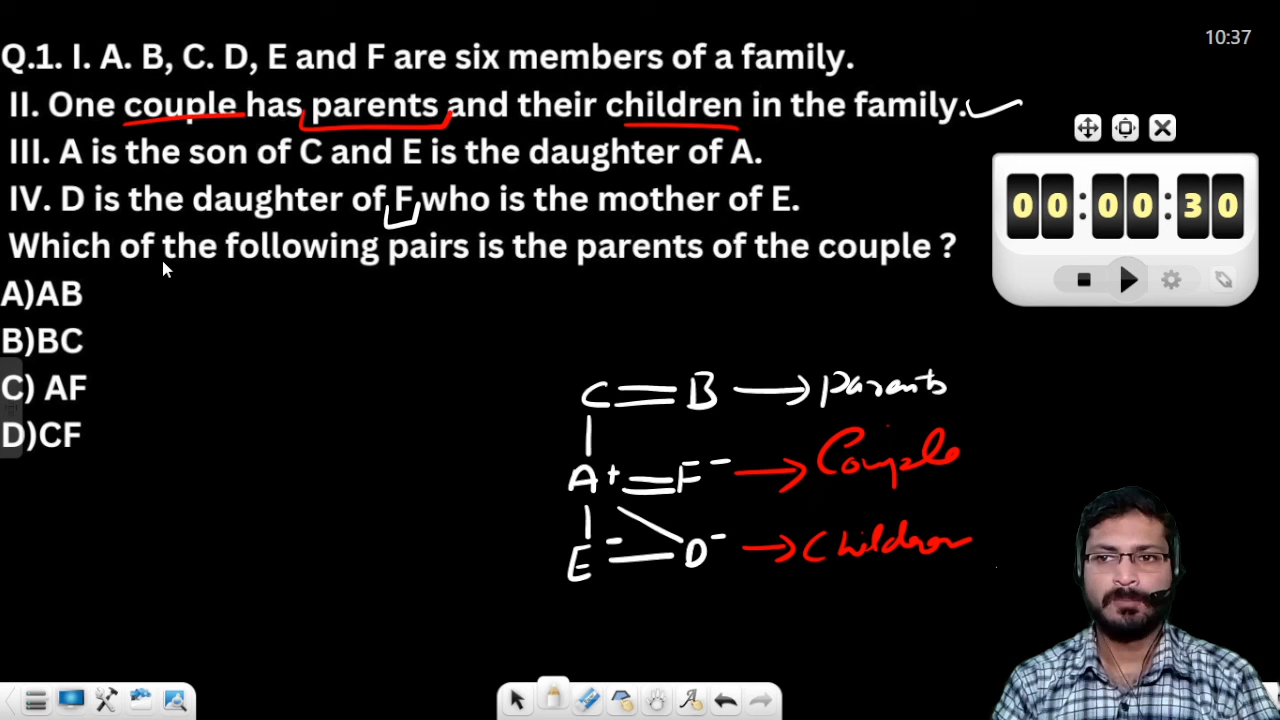 10:37
Q.1. I. A. B, C. D, E and F are six members of a family.
II. One couple has parents and their children in the family.
III. A is the son of C and E is the daughter of A.
IV. D is the daughter of F who is the mother of E.
Which of the following pairs is the parents of the couple ?
A)AB
B)BC
C) AF
D)CF
00:00:30
C = B → parents
A+ = F- → Couple
E- = D- → Children